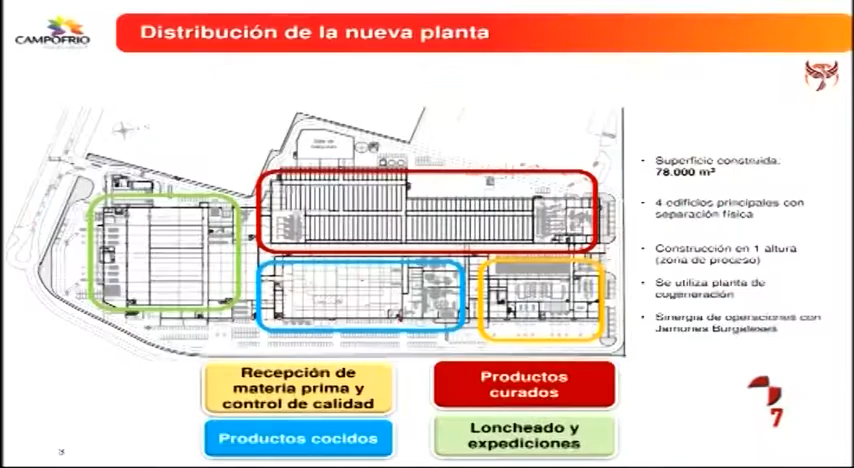 CAMPOFRIO
Distribución de la nueva planta
• Superficie construida:
78.000 m²
• 4 edificios principales con
separación física
• Construcción en 1 altura
(zona de proceso)
• Se utiliza planta de
cogeneración
• Sinergia de operaciones con
Jamones Burgaleses
Recepción de
materia prima y
control de calidad
Productos
curados
Productos cocidos
Loncheado y
expediciones
7